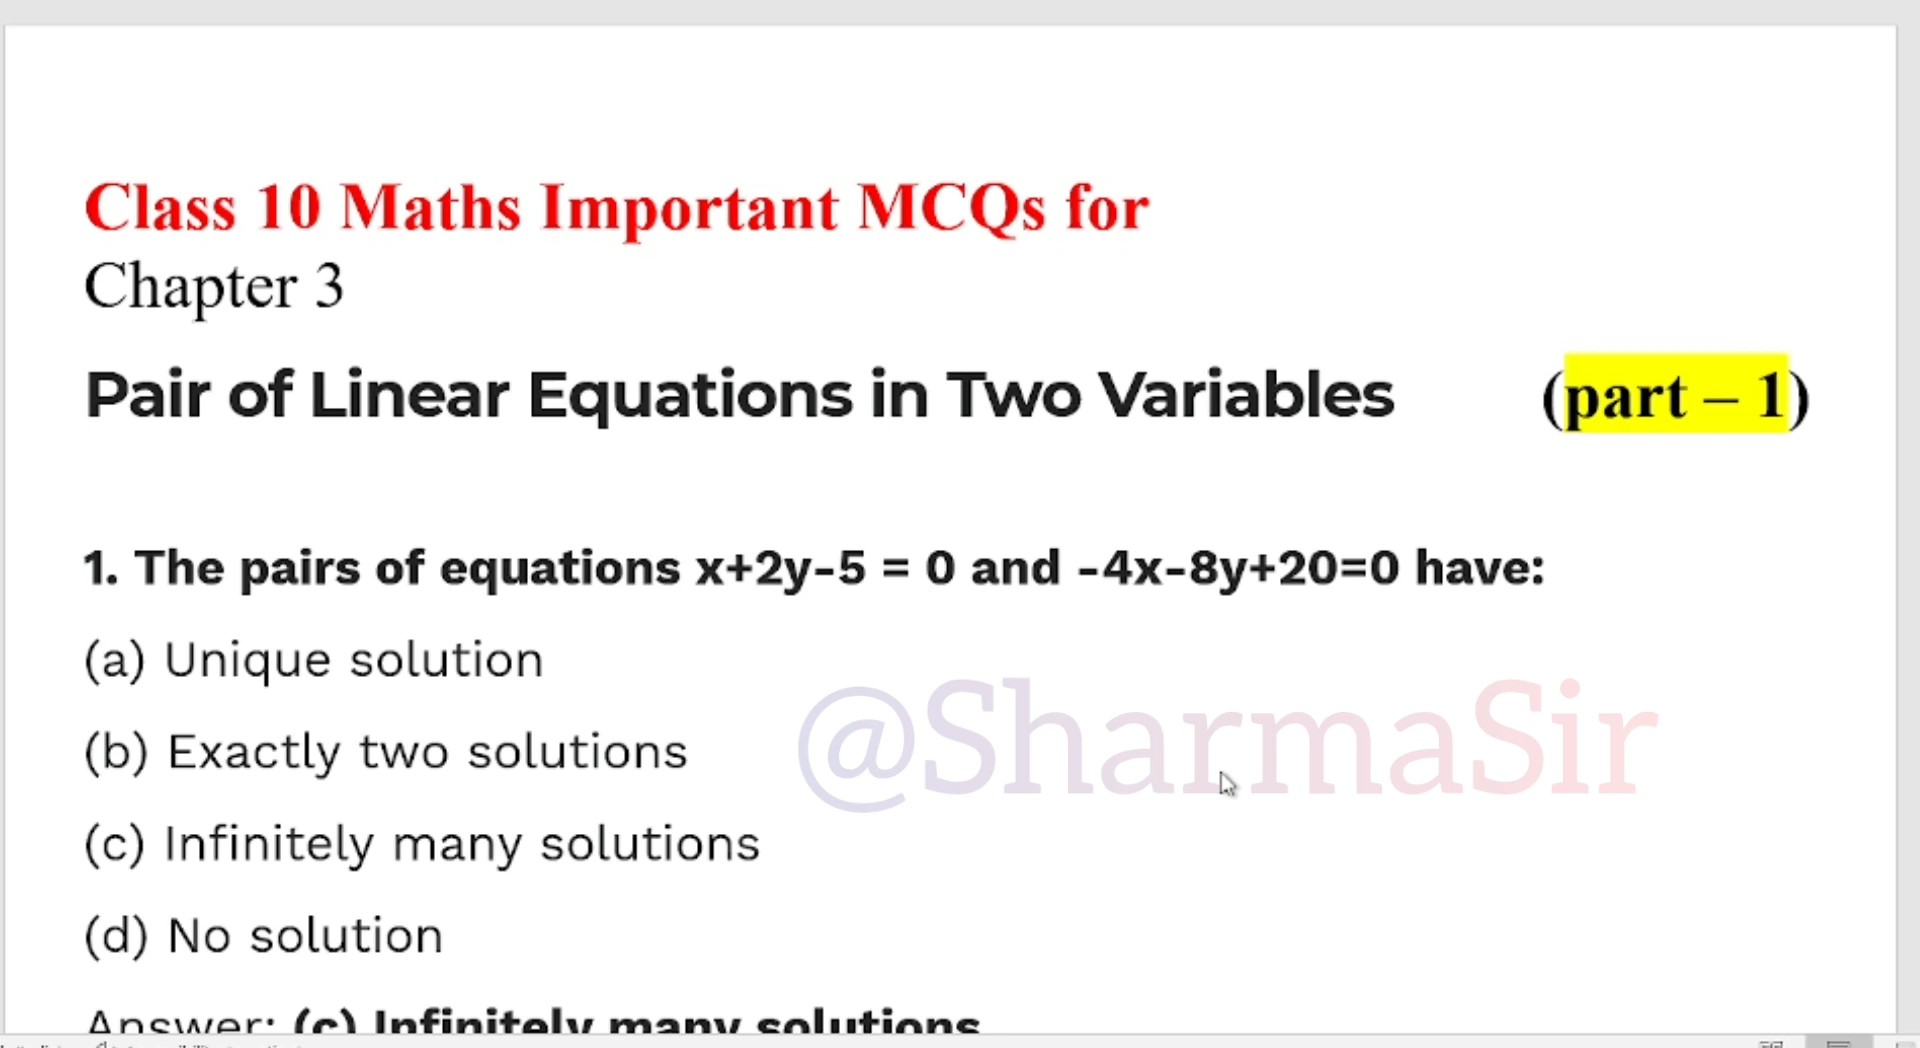 Class 10 Maths Important MCQs for
Chapter 3
Pair of Linear Equations in Two Variables (part – 1)
1. The pairs of equations x+2y-5 = 0 and -4x-8y+20=0 have:
(a) Unique solution
@SharmaSir
(b) Exactly two solutions
(c) Infinitely many solutions
(d) No solution
Answer: (c) Infinitely many solutions